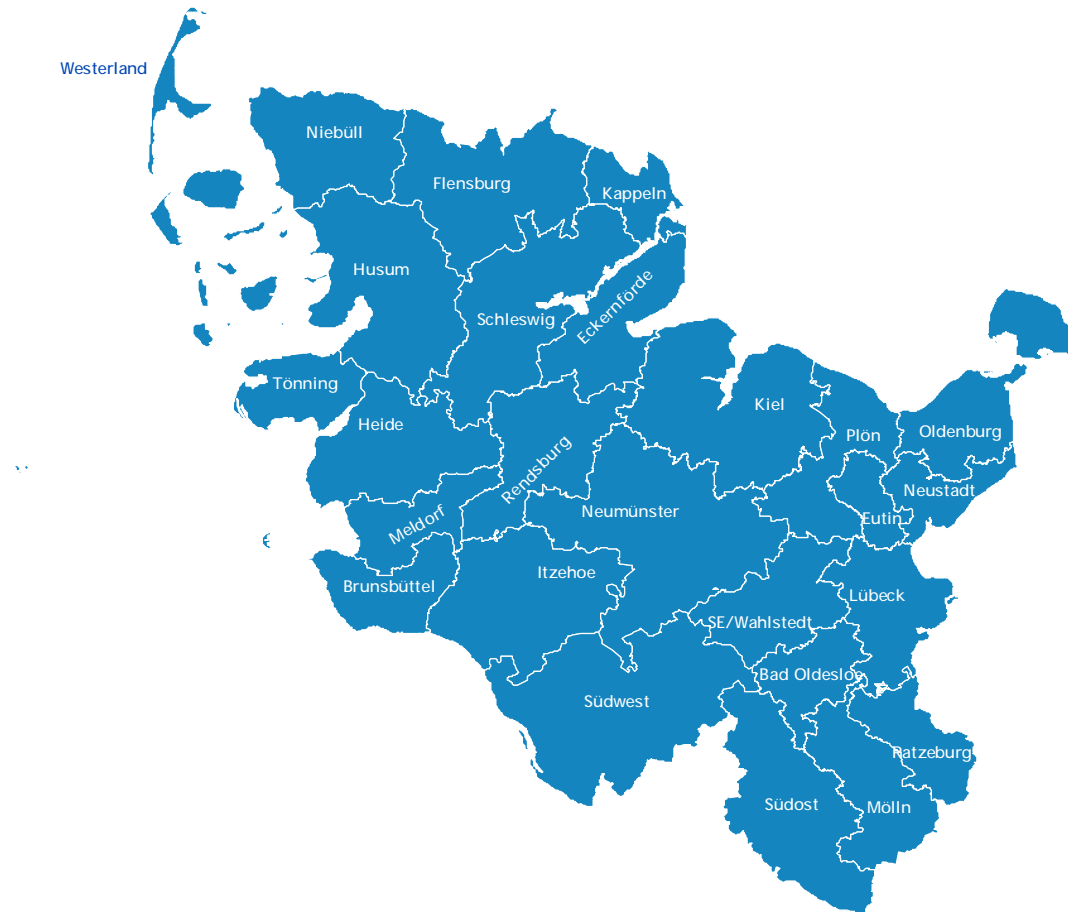 Westerland
Niebüll
Flensburg
Kappeln
Husum
Schleswig
Eckernförde
Tönning
Heide
Kiel
Plön
Oldenburg
Rendsburg
Neustadt
Meldorf
Neumünster
Eutin
Itzehoe
Brunsbüttel
Lübeck
SE/Wahlstedt
Bad Oldesloe
Südwest
Ratzeburg
Südost
Mölln